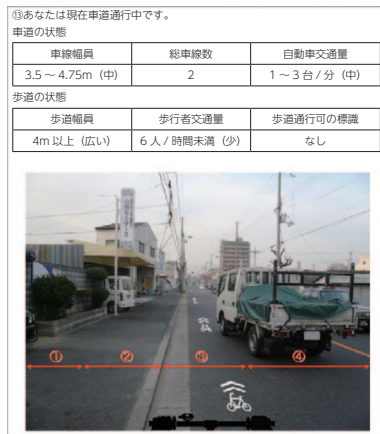 ⑬あなたは現在車道通行中です。
車道の状態
車線幅員 総車線数 自動車交通量
3.5～4.75m（中） 2 1～3台/分（中）
歩道の状態
歩道幅員 歩行者交通量 歩道通行可の標識
4m以上（広い） 6人/時間未満（少） なし
① ② ③ ④